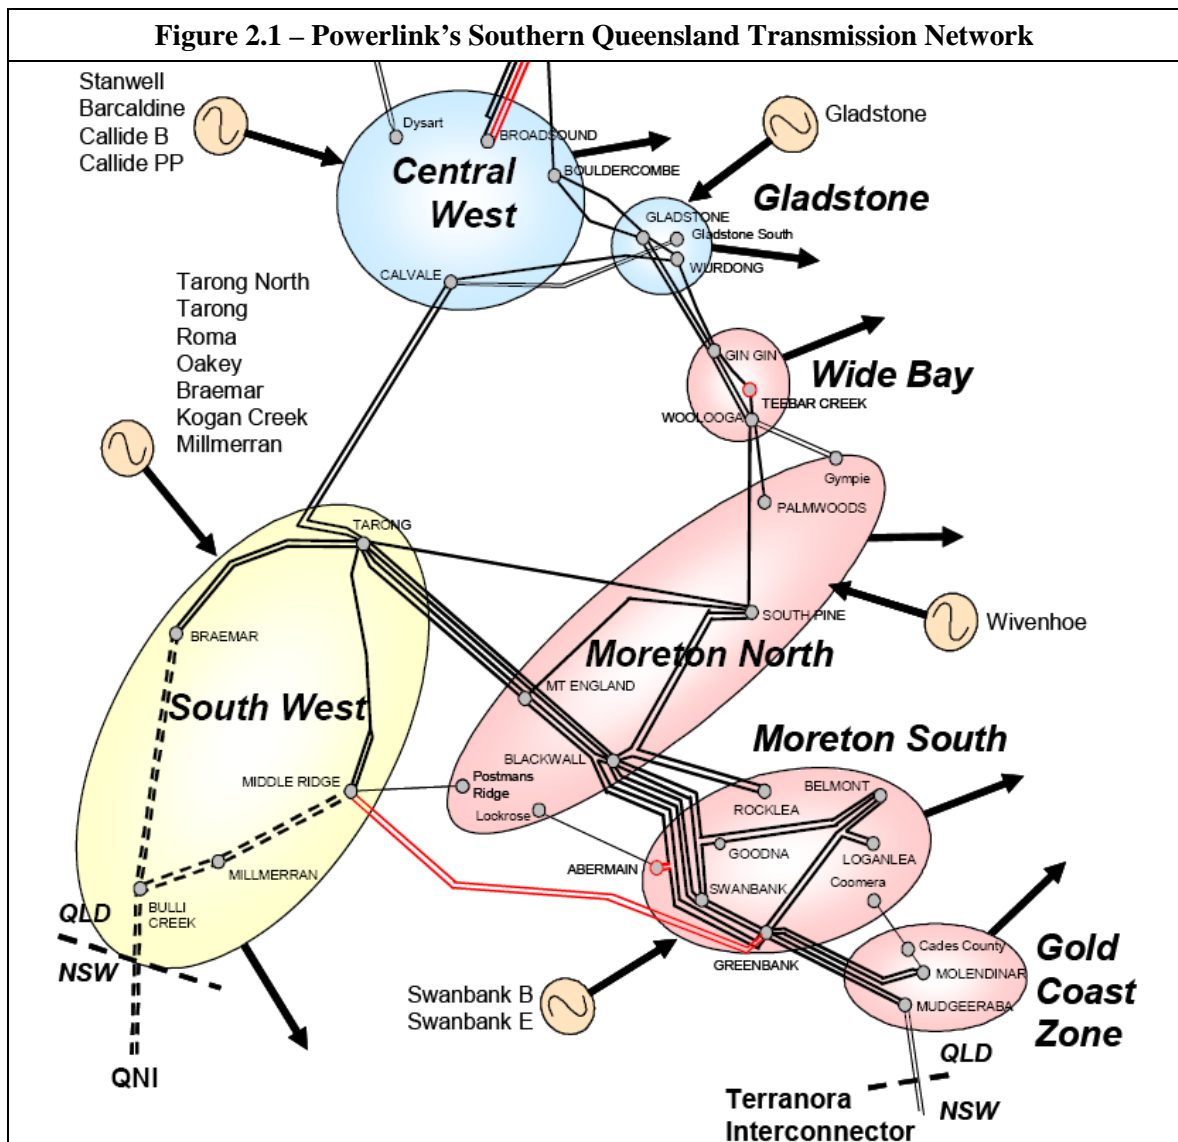 Figure 2.1 – Powerlink's Southern Queensland Transmission Network
Stanwell
Barcaldine
Callide B
Callide PP
Dysart
BROADSOUND
BOULDERCOMBE
Central
West
CALVALE
Gladstone
Gladstone
GLADSTONE
Gladstone South
WURDONG
Tarong North
Tarong
Roma
Oakey
Braemar
Kogan Creek
Millmerran
GIN GIN
Wide Bay
TEEBAR CREEK
WOOLOOGA
Gympie
PALMWOODS
TARONG
BRAEMAR
SOUTH PINE
Wivenhoe
Moreton North
MT ENGLAND
South West
BLACKWALL
Moreton South
MIDDLE RIDGE
Postmans
Ridge
Lockrose
ROCKLEA
BELMONT
GOODNA
LOGANLEA
ABERMAIN
MILLMERRAN
SWANBANK
Coomera
BULLI
CREEK
QLD
NSW
GREENBANK
Cades County
MOLENDINAR
MUDGEERABA
Gold
Coast
Zone
Swanbank B
Swanbank E
QNI
QLD
NSW
Terranora
Interconnector